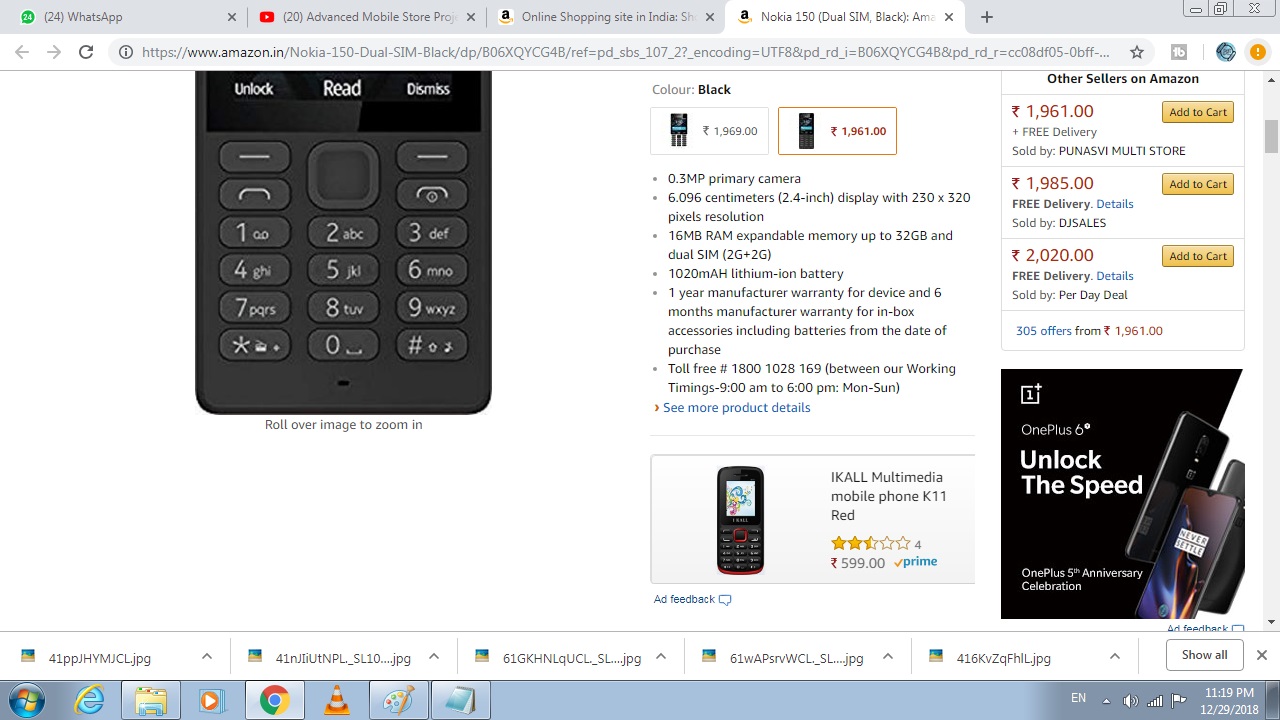 (24) WhatsApp
(20) Advanced Mobile Store Proje
Online Shopping site in India: Sh
Nokia 150 (Dual SIM, Black): Ama
https://www.amazon.in/Nokia-150-Dual-SIM-Black/dp/B06XQYCG4B/ref=pd_sbs_107_2?_encoding=UTF8&pd_rd_i=B06XQYCG4B&pd_rd_r=cc08df05-0bff-...
Unlock Read Dismiss
1
2 abc
3 def
4 ghi
5 jkl
6 mno
7 pqrs
8 tuv
9 wxyz
*
0
#
Roll over image to zoom in
Colour: Black
₹ 1,969.00
₹ 1,961.00
• 0.3MP primary camera
• 6.096 centimeters (2.4-inch) display with 230 x 320
pixels resolution
• 16MB RAM expandable memory up to 32GB and
dual SIM (2G+2G)
• 1020mAH lithium-ion battery
• 1 year manufacturer warranty for device and 6
months manufacturer warranty for in-box
accessories including batteries from the date of
purchase
• Toll free # 1800 1028 169 (between our Working
Timings-9:00 am to 6:00 pm: Mon-Sun)
› See more product details
I KALL
IKALL Multimedia
mobile phone K11
Red
4
₹ 599.00 prime
Ad feedback
Other Sellers on Amazon
₹ 1,961.00
Add to Cart
+ FREE Delivery
Sold by: PUNASVI MULTI STORE
₹ 1,985.00
Add to Cart
FREE Delivery. Details
Sold by: DJSALES
₹ 2,020.00
Add to Cart
FREE Delivery. Details
Sold by: Per Day Deal
305 offers from ₹ 1,961.00
OnePlus 6T
Unlock
The Speed
NEVER
SETTLE
OnePlus 5th Anniversary
Celebration
Ad feedback
41ppJHYMJCL.jpg
41nJIiUtNPL_SL10....jpg
61GKHNLqUCL_SL....jpg
61wAPsrvWCL_SL....jpg
416KvZqFhlL.jpg
Show all
EN
11:19 PM
12/29/2018